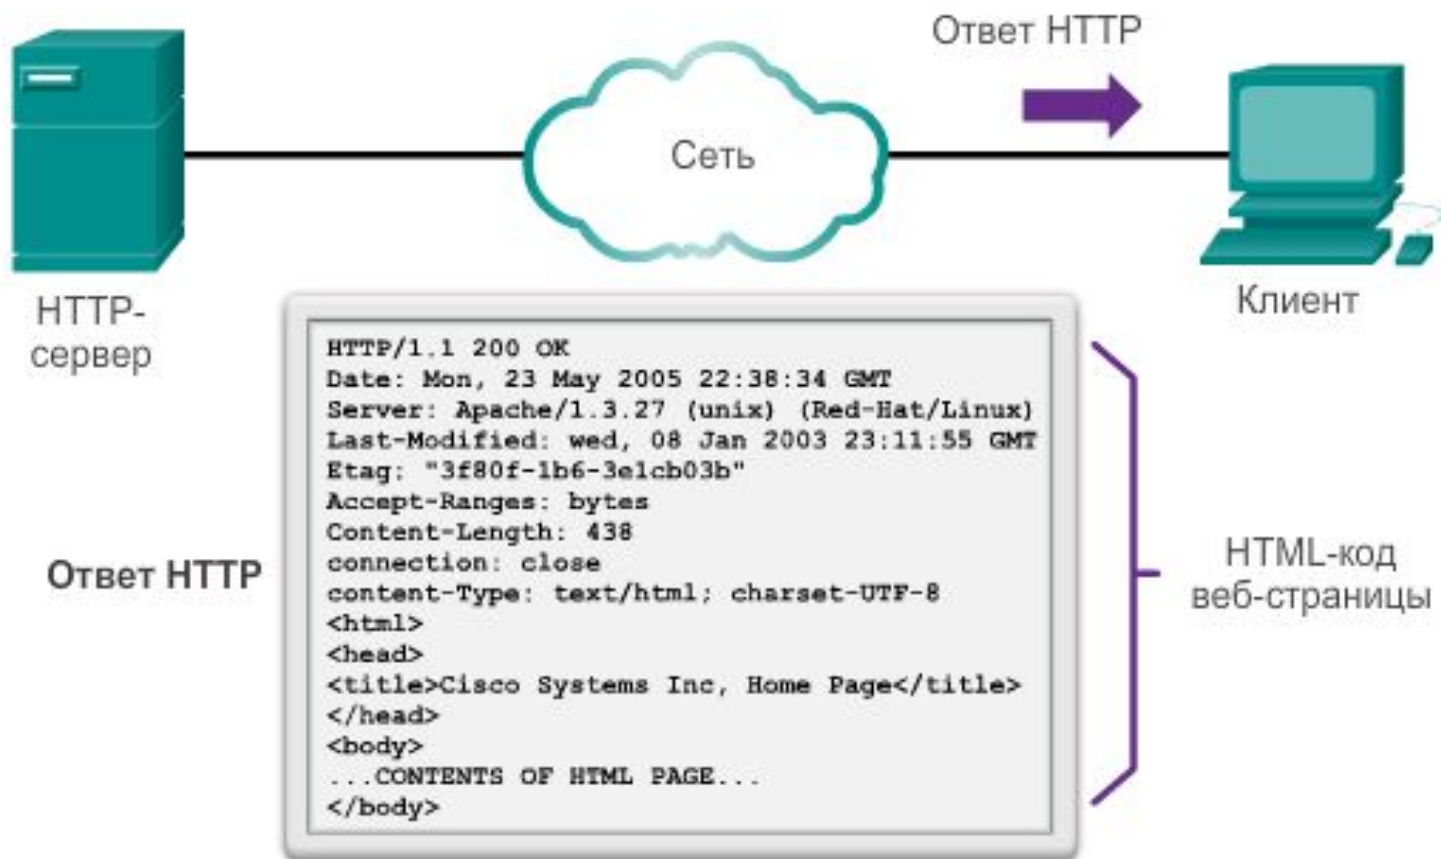 Ответ HTTP
Сеть
HTTP-
сервер
Клиент
HTTP/1.1 200 OK
Date: Mon, 23 May 2005 22:38:34 GMT
Server: Apache/1.3.27 (unix) (Red-Hat/Linux)
Last-Modified: wed, 08 Jan 2003 23:11:55 GMT
Etag: "3f80f-1b6-3e1cb03b"
Accept-Ranges: bytes
Content-Length: 438
connection: close
content-Type: text/html; charset-UTF-8
<html>
<head>
<title>Cisco Systems Inc, Home Page</title>
</head>
<body>
...CONTENTS OF HTML PAGE...
</body>
Ответ HTTP
HTML-код
веб-страницы